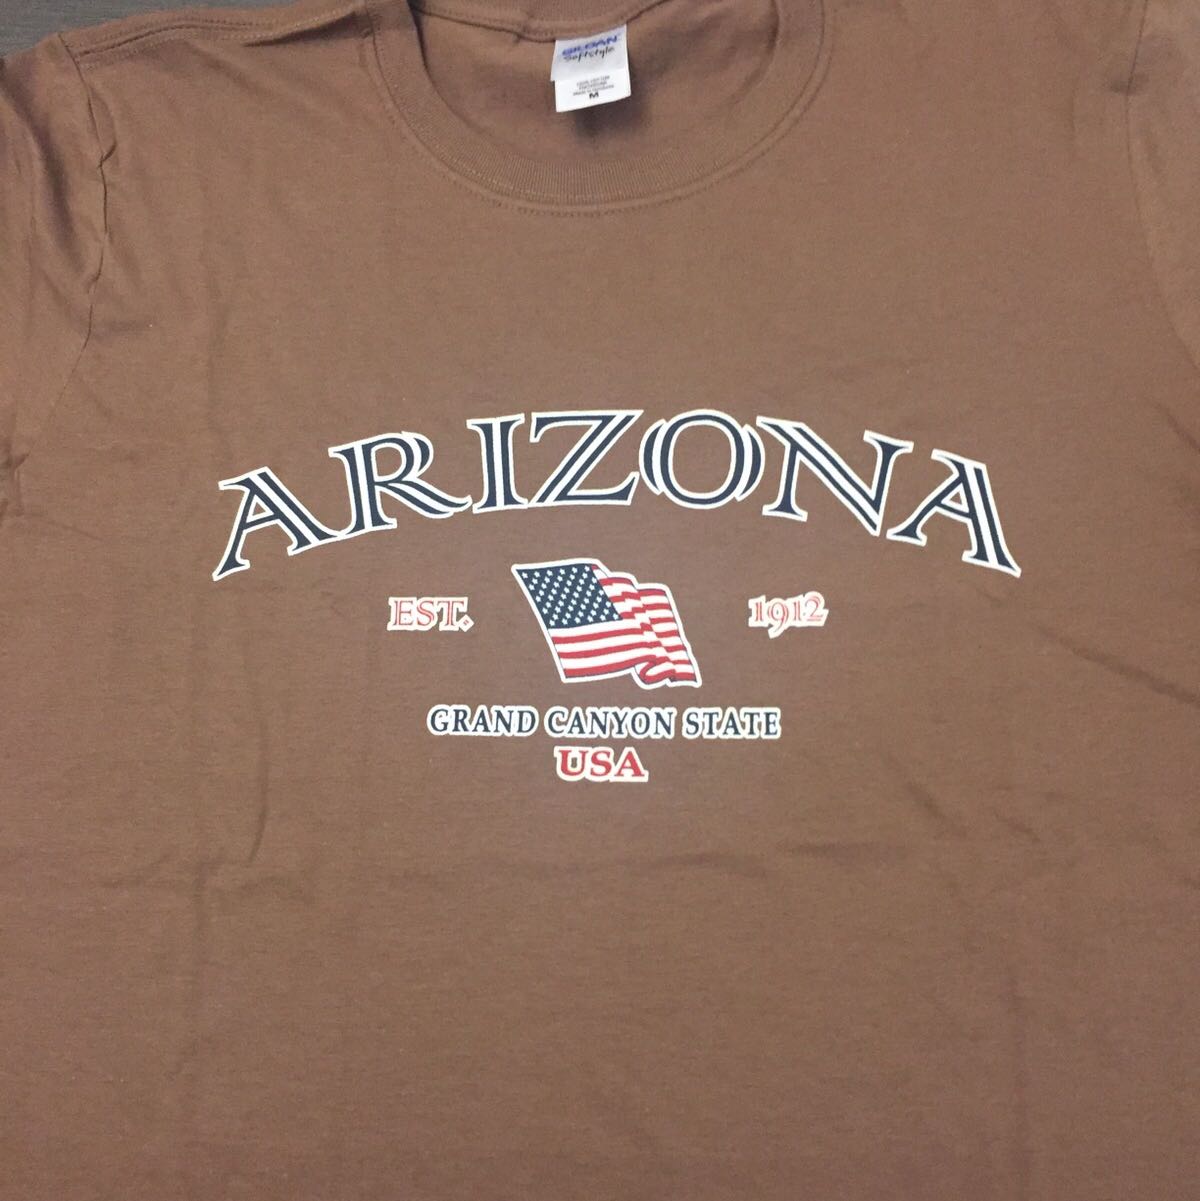 GILDAN
Softstyle
M
ARIZONA
EST. 1912
GRAND CANYON STATE
USA